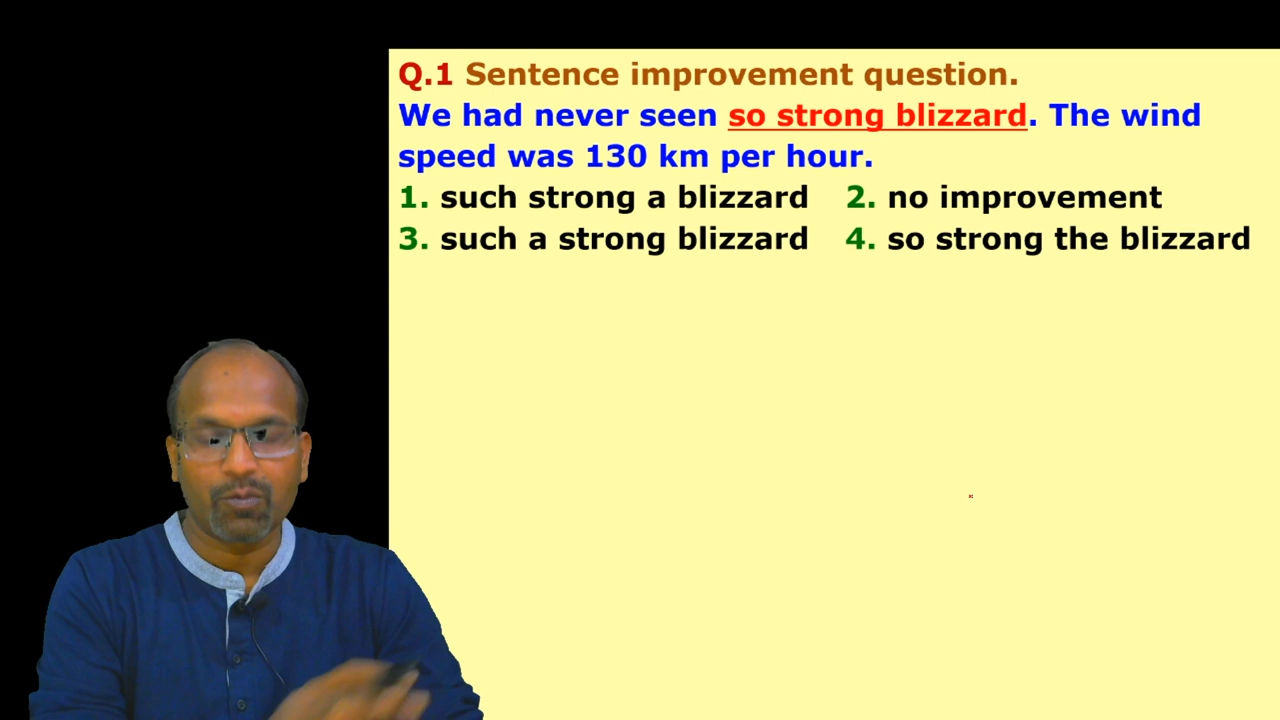 Q.1 Sentence improvement question.
We had never seen so strong blizzard. The wind
speed was 130 km per hour.
1. such strong a blizzard 2. no improvement
3. such a strong blizzard 4. so strong the blizzard